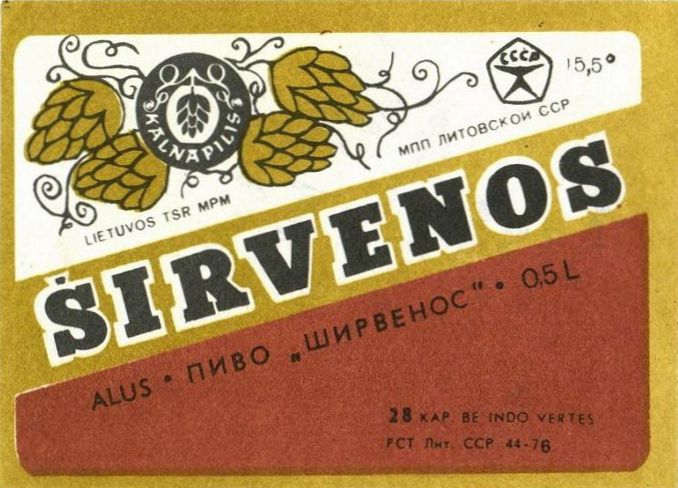 KALNAPILIS
СССР
15,5°
МПП ЛИТОВСКОЙ ССР
LIETUVOS TSR MPM
ŠIRVENOS
ALUS • ПИВО „ШИРВЕНОС" • 0,5 L
28 KAP. BE INDO VERTĖS
РСТ Лит. ССР 44-76